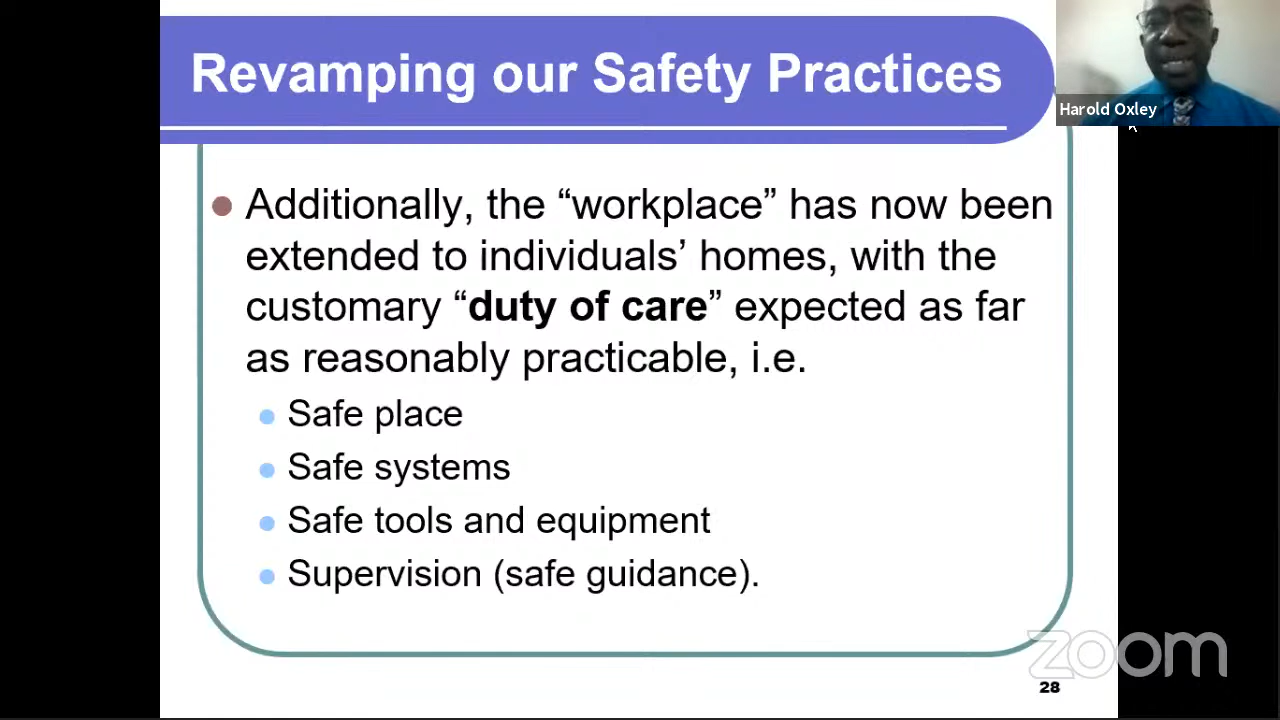 Revamping our Safety Practices
Harold Oxley
Additionally, the “workplace” has now been
extended to individuals’ homes, with the
customary “duty of care” expected as far
as reasonably practicable, i.e.
Safe place
Safe systems
Safe tools and equipment
Supervision (safe guidance).
zoom
28